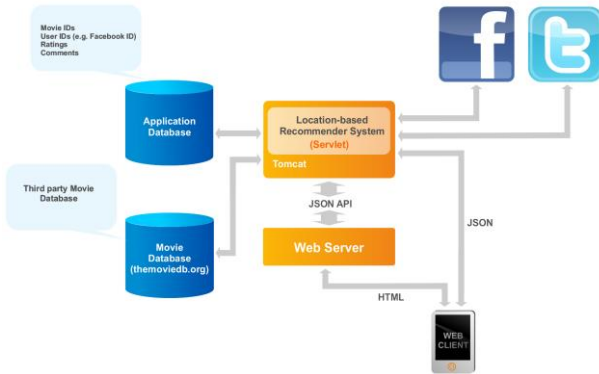 Movie IDs
User IDs (e.g. Facebook ID)
Ratings
Comments
f
t
Application
Database
Location-based
Recommender System
(Servlet)
Tomcat
Third party Movie
Database
JSON API
JSON
Movie
Database
(themoviedb.org)
Web Server
HTML
WEB
CLIENT